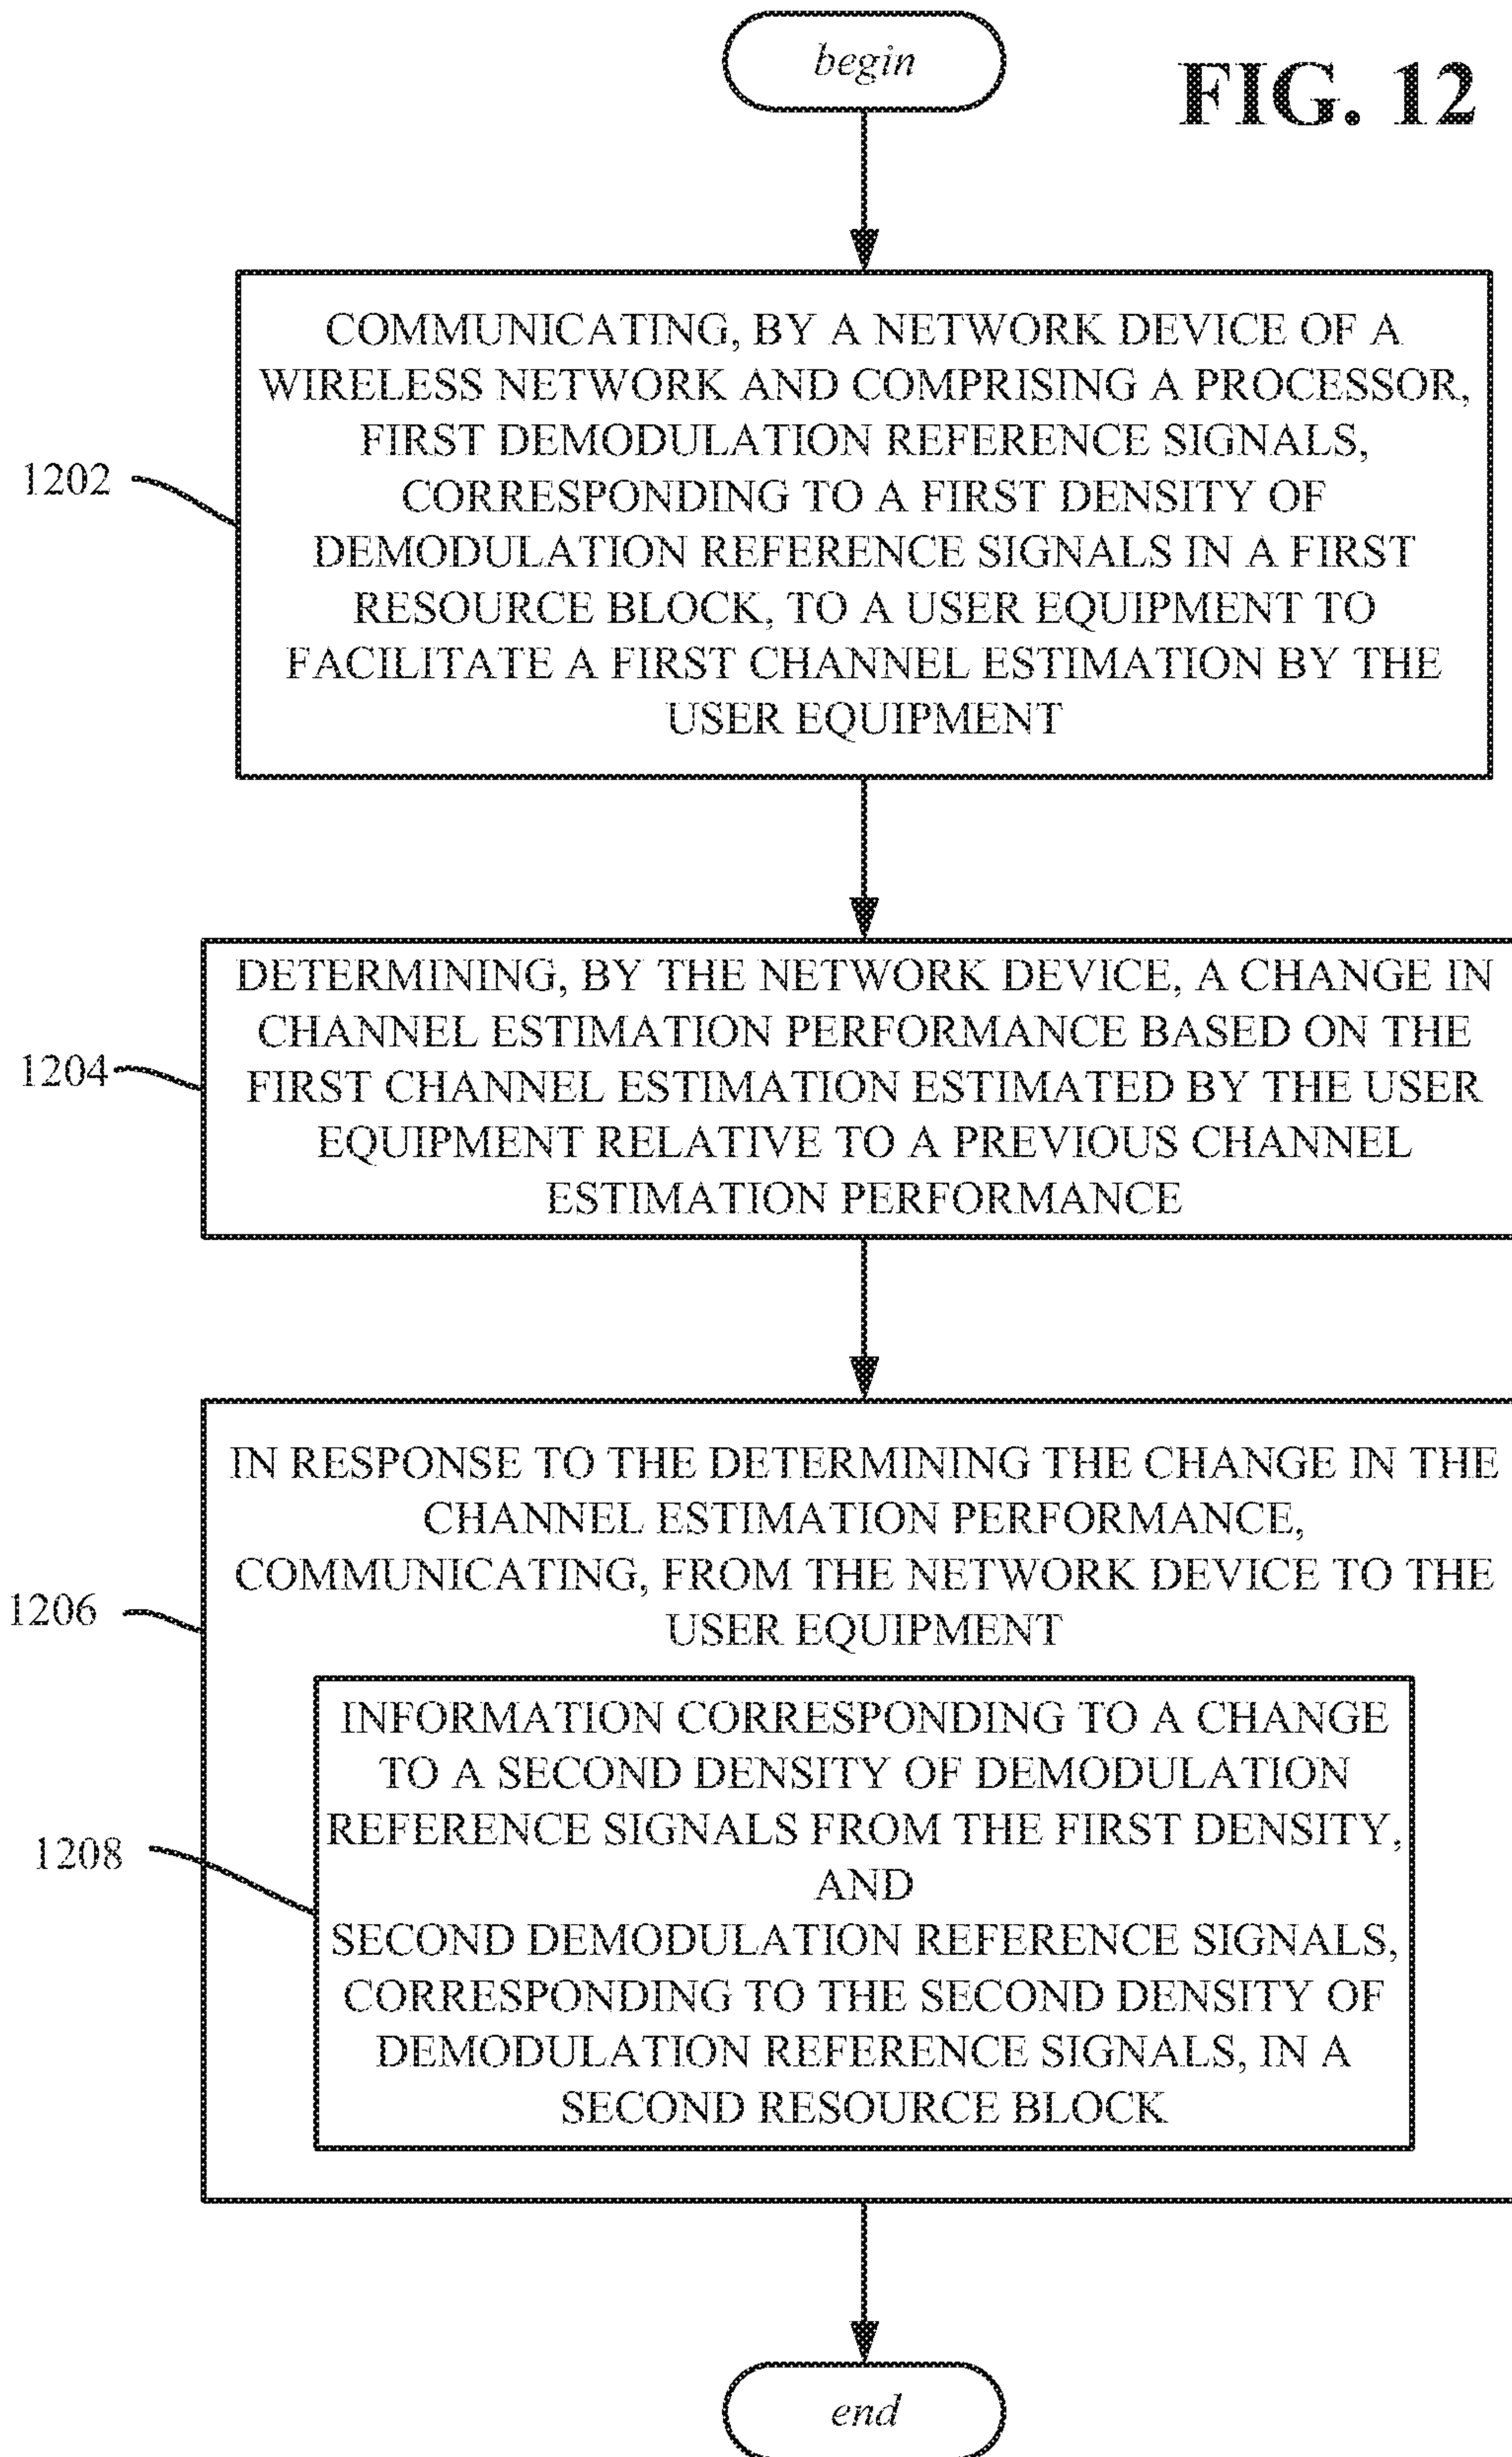 begin
FIG. 12
COMMUNICATING, BY A NETWORK DEVICE OF A
WIRELESS NETWORK AND COMPRISING A PROCESSOR,
FIRST DEMODULATION REFERENCE SIGNALS,
CORRESPONDING TO A FIRST DENSITY OF
DEMODULATION REFERENCE SIGNALS IN A FIRST
RESOURCE BLOCK, TO A USER EQUIPMENT TO
FACILITATE A FIRST CHANNEL ESTIMATION BY THE
USER EQUIPMENT
1202
DETERMINING, BY THE NETWORK DEVICE, A CHANGE IN
CHANNEL ESTIMATION PERFORMANCE BASED ON THE
FIRST CHANNEL ESTIMATION ESTIMATED BY THE USER
EQUIPMENT RELATIVE TO A PREVIOUS CHANNEL
ESTIMATION PERFORMANCE
1204
IN RESPONSE TO THE DETERMINING THE CHANGE IN THE
CHANNEL ESTIMATION PERFORMANCE,
COMMUNICATING, FROM THE NETWORK DEVICE TO THE
USER EQUIPMENT
1206
INFORMATION CORRESPONDING TO A CHANGE
TO A SECOND DENSITY OF DEMODULATION
REFERENCE SIGNALS FROM THE FIRST DENSITY,
AND
SECOND DEMODULATION REFERENCE SIGNALS,
CORRESPONDING TO THE SECOND DENSITY OF
DEMODULATION REFERENCE SIGNALS, IN A
SECOND RESOURCE BLOCK
1208
end